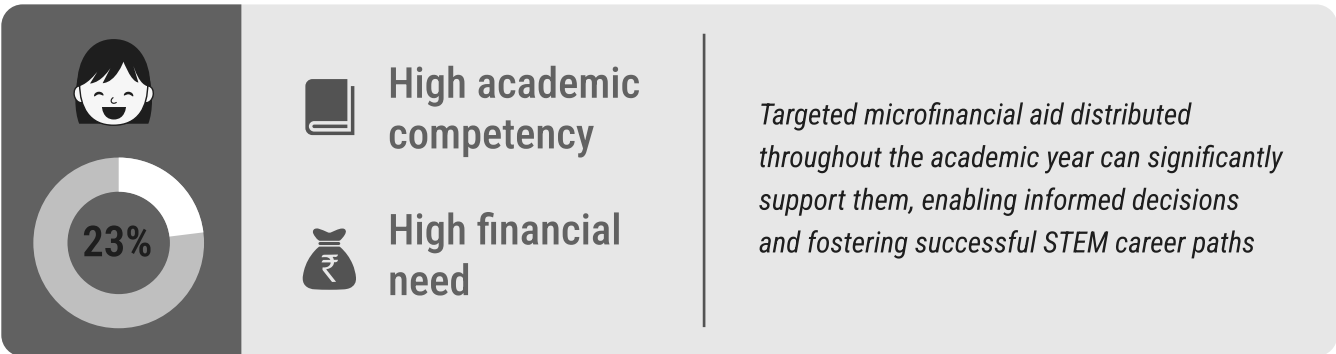 23%
High academic
competency
₹
High financial
need
Targeted microfinancial aid distributed
throughout the academic year can significantly
support them, enabling informed decisions
and fostering successful STEM career paths